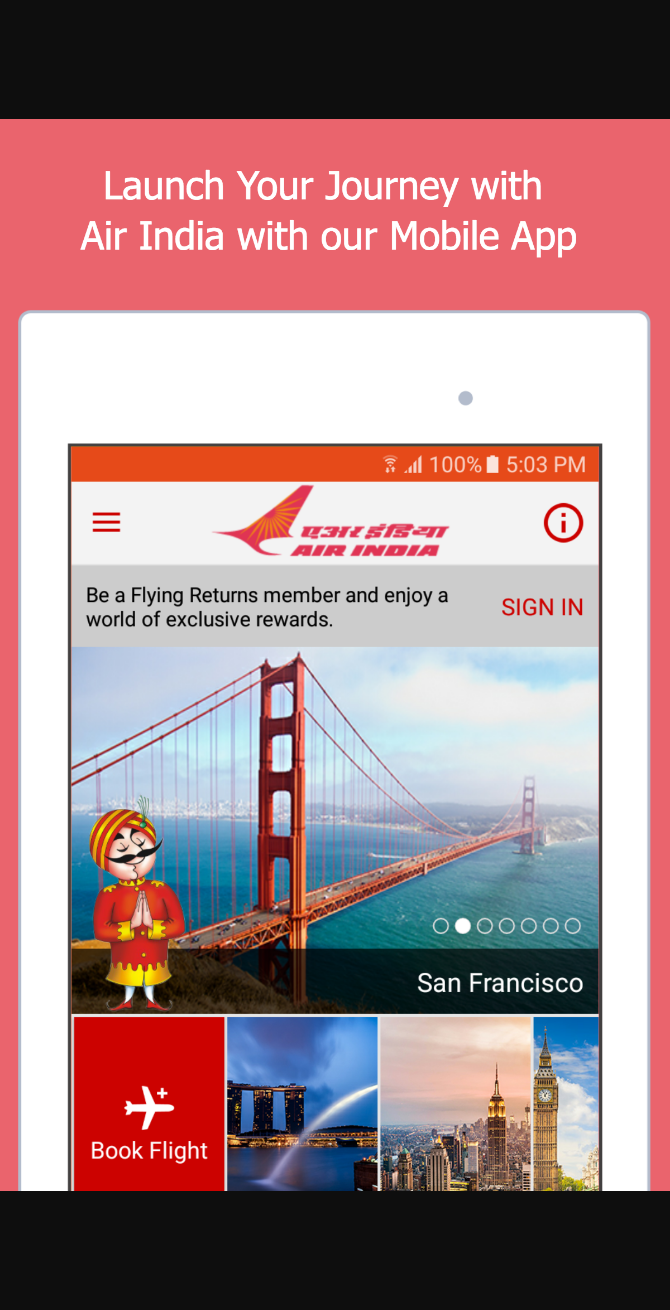 Launch Your Journey with
Air India with our Mobile App
100% 5:03 PM
एअर इंडिया
AIR INDIA
Be a Flying Returns member and enjoy a
world of exclusive rewards.
SIGN IN
San Francisco
Book Flight